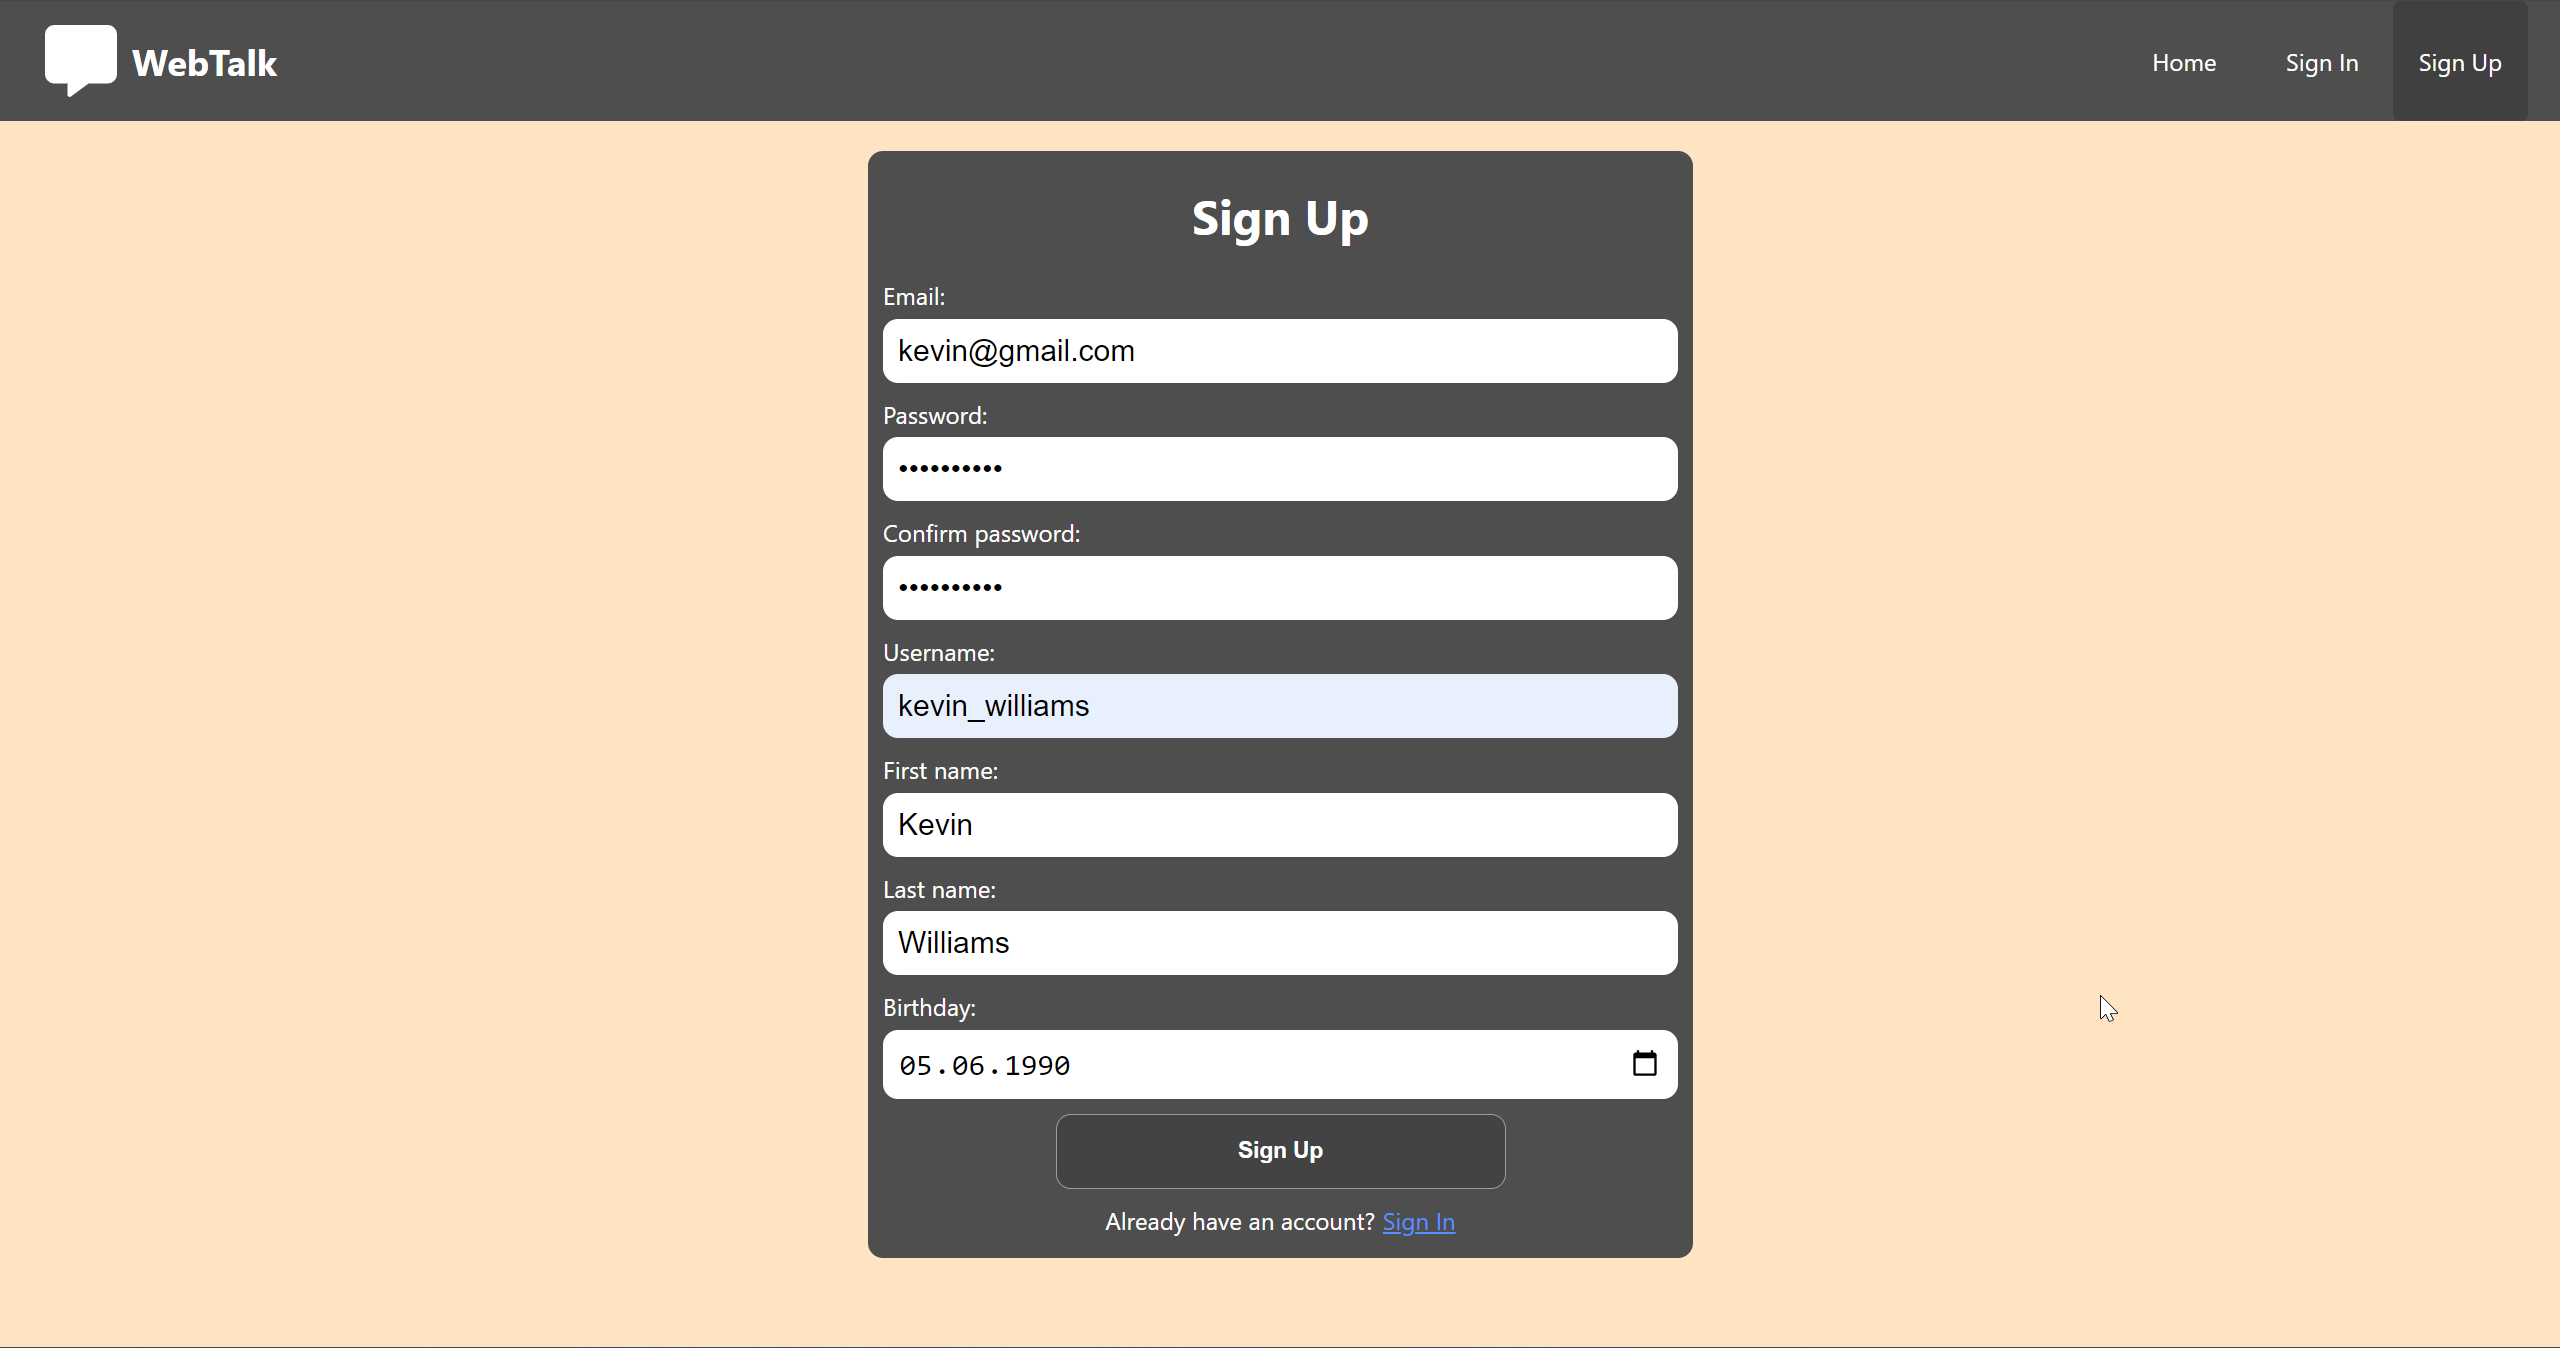 WebTalk
Home
Sign In
Sign Up
Sign Up
Email:
kevin@gmail.com
Password:
••••••••••
Confirm password:
••••••••••
Username:
kevin_williams
First name:
Kevin
Last name:
Williams
Birthday:
05.06.1990
Sign Up
Already have an account? Sign In